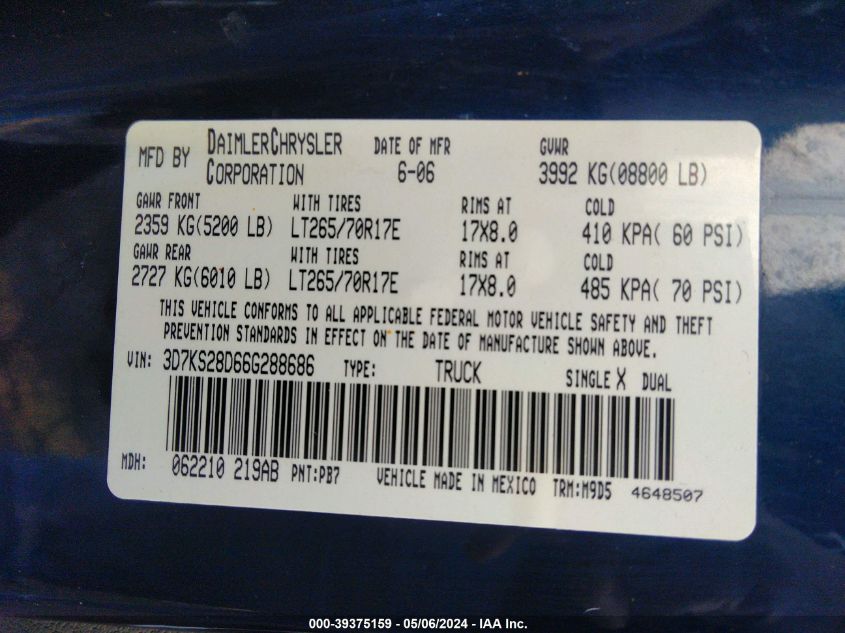 MFD BY DAIMLERCHRYSLER CORPORATION DATE OF MFR 6-06 GVWR 3992 KG(08800 LB)
GAWR FRONT WITH TIRES RIMS AT COLD
2359 KG(5200 LB) LT265/70R17E 17X8.0 410 KPA( 60 PSI)
GAWR REAR WITH TIRES RIMS AT COLD
2727 KG(6010 LB) LT265/70R17E 17X8.0 485 KPA( 70 PSI)
THIS VEHICLE CONFORMS TO ALL APPLICABLE FEDERAL MOTOR VEHICLE SAFETY AND THEFT
PREVENTION STANDARDS IN EFFECT ON THE DATE OF MANUFACTURE SHOWN ABOVE.
VIN: 3D7KS28D66G288686 TYPE: TRUCK SINGLE X DUAL
MDH: 062210 219AB PNT:PB7 VEHICLE MADE IN MEXICO TRM:M9D5 4648507
000-39375159 - 05/06/2024 - IAA Inc.